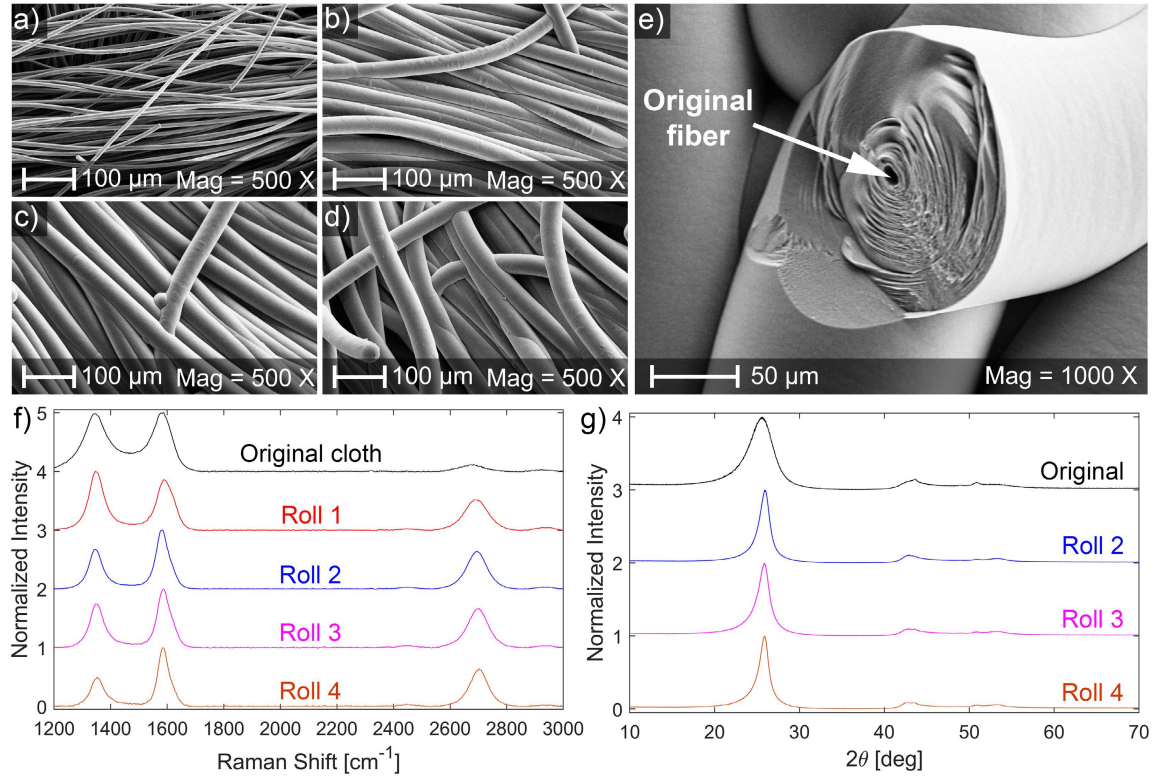 a)
100 µm Mag = 500 X
b)
100 µm Mag = 500 X
c)
100 µm Mag = 500 X
d)
100 µm Mag = 500 X
e)
Original
fiber
50 µm Mag = 1000 X
f)
5
4
3
2
1
0
Normalized Intensity
Original cloth
Roll 1
Roll 2
Roll 3
Roll 4
1200 1400 1600 1800 2000 2200 2400 2600 2800 3000
Raman Shift [cm⁻¹]
g)
4
3
2
1
0
Normalized Intensity
Original
Roll 2
Roll 3
Roll 4
10 20 30 40 50 60 70
2θ [deg]